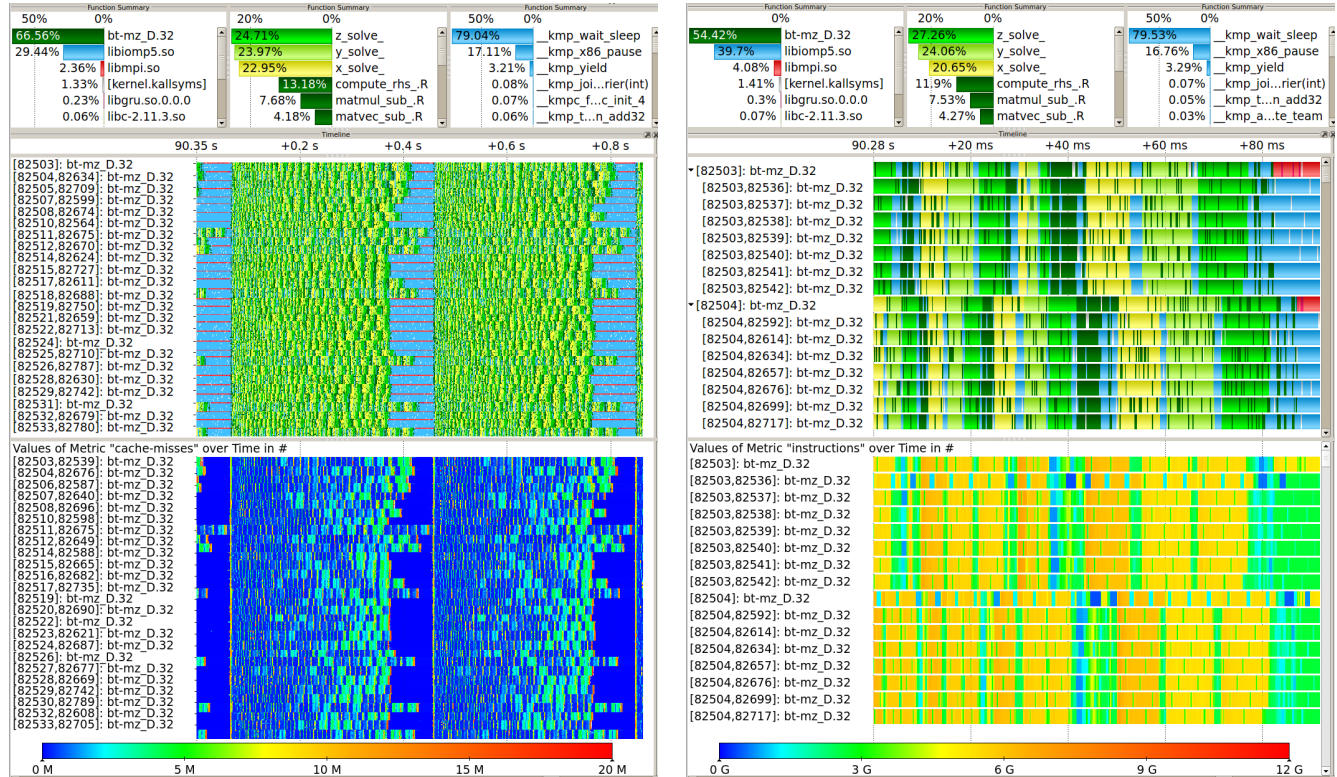 Function Summary
50% 0%
66.56% bt-mz_D.32
29.44% libiomp5.so
2.36% libmpi.so
1.33% [kernel.kallsyms]
0.23% libgru.so.0.0.0
0.06% libc-2.11.3.so
Function Summary
20% 0%
24.71% z_solve_
23.97% y_solve_
22.95% x_solve_
13.18% compute_rhs_.R
7.68% matmul_sub_.R
4.18% matvec_sub_.R
Function Summary
50% 0%
79.04% __kmp_wait_sleep
17.11% __kmp_x86_pause
3.21% __kmp_yield
0.08% __kmp_joi...rier(int)
0.07% __kmpc_f...c_init_4
0.06% __kmp_t...n_add32
Timeline
90.35 s +0.2 s +0.4 s +0.6 s +0.8 s
[82503]: bt-mz_D.32
[82504,82634]: bt-mz_D.32
[82505,82709]: bt-mz_D.32
[82507,82599]: bt-mz_D.32
[82508,82674]: bt-mz_D.32
[82510,82564]: bt-mz_D.32
[82511,82675]: bt-mz_D.32
[82512,82670]: bt-mz_D.32
[82514,82624]: bt-mz_D.32
[82515,82727]: bt-mz_D.32
[82517,82611]: bt-mz_D.32
[82518,82688]: bt-mz_D.32
[82519,82750]: bt-mz_D.32
[82521,82659]: bt-mz_D.32
[82522,82713]: bt-mz_D.32
[82524]: bt-mz_D.32
[82525,82710]: bt-mz_D.32
[82526,82787]: bt-mz_D.32
[82528,82630]: bt-mz_D.32
[82529,82742]: bt-mz_D.32
[82531]: bt-mz_D.32
[82532,82679]: bt-mz_D.32
[82533,82780]: bt-mz_D.32
Values of Metric "cache-misses" over Time in #
[82503,82539]: bt-mz_D.32
[82504,82676]: bt-mz_D.32
[82506,82587]: bt-mz_D.32
[82507,82640]: bt-mz_D.32
[82508,82696]: bt-mz_D.32
[82510,82598]: bt-mz_D.32
[82511,82675]: bt-mz_D.32
[82512,82649]: bt-mz_D.32
[82514,82588]: bt-mz_D.32
[82515,82665]: bt-mz_D.32
[82516,82682]: bt-mz_D.32
[82517,82735]: bt-mz_D.32
[82519]: bt-mz_D.32
[82520,82690]: bt-mz_D.32
[82522]: bt-mz_D.32
[82523,82621]: bt-mz_D.32
[82524,82687]: bt-mz_D.32
[82526]: bt-mz_D.32
[82527,82677]: bt-mz_D.32
[82528,82669]: bt-mz_D.32
[82529,82742]: bt-mz_D.32
[82530,82789]: bt-mz_D.32
[82532,82608]: bt-mz_D.32
[82533,82705]: bt-mz_D.32
0 M 5 M 10 M 15 M 20 M
Function Summary
50% 0%
54.42% bt-mz_D.32
39.7% libiomp5.so
4.08% libmpi.so
1.41% [kernel.kallsyms]
0.3% libgru.so.0.0.0
0.07% libc-2.11.3.so
Function Summary
20% 0%
27.26% z_solve_
24.06% y_solve_
20.65% x_solve_
11.9% compute_rhs_.R
7.53% matmul_sub_.R
4.27% matvec_sub_.R
Function Summary
50% 0%
79.53% __kmp_wait_sleep
16.76% __kmp_x86_pause
3.29% __kmp_yield
0.07% __kmp_joi...rier(int)
0.05% __kmp_t...n_add32
0.03% __kmp_a...te_team
Timeline
90.28 s +20 ms +40 ms +60 ms +80 ms
[82503]: bt-mz_D.32
[82503,82536]: bt-mz_D.32
[82503,82537]: bt-mz_D.32
[82503,82538]: bt-mz_D.32
[82503,82539]: bt-mz_D.32
[82503,82540]: bt-mz_D.32
[82503,82541]: bt-mz_D.32
[82503,82542]: bt-mz_D.32
[82504]: bt-mz_D.32
[82504,82592]: bt-mz_D.32
[82504,82614]: bt-mz_D.32
[82504,82634]: bt-mz_D.32
[82504,82657]: bt-mz_D.32
[82504,82676]: bt-mz_D.32
[82504,82699]: bt-mz_D.32
[82504,82717]: bt-mz_D.32
Values of Metric "instructions" over Time in #
[82503]: bt-mz_D.32
[82503,82536]: bt-mz_D.32
[82503,82537]: bt-mz_D.32
[82503,82538]: bt-mz_D.32
[82503,82539]: bt-mz_D.32
[82503,82540]: bt-mz_D.32
[82503,82541]: bt-mz_D.32
[82503,82542]: bt-mz_D.32
[82504]: bt-mz_D.32
[82504,82592]: bt-mz_D.32
[82504,82614]: bt-mz_D.32
[82504,82634]: bt-mz_D.32
[82504,82657]: bt-mz_D.32
[82504,82676]: bt-mz_D.32
[82504,82699]: bt-mz_D.32
[82504,82717]: bt-mz_D.32
0 G 3 G 6 G 9 G 12 G